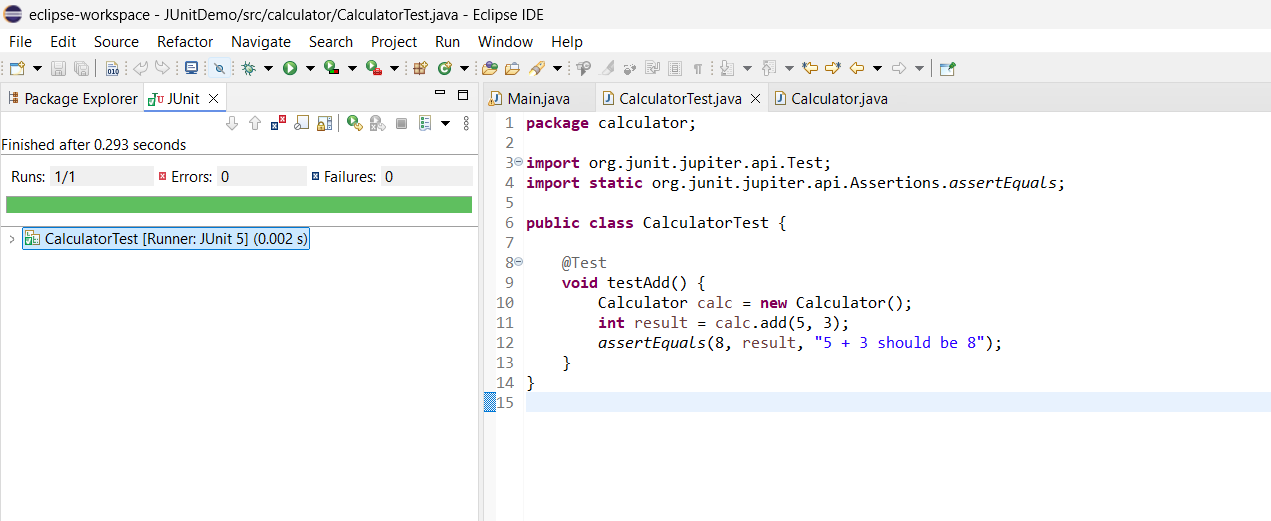 eclipse-workspace - JUnitDemo/src/calculator/CalculatorTest.java - Eclipse IDE
File Edit Source Refactor Navigate Search Project Run Window Help
Package Explorer JUnit
Finished after 0.293 seconds
Runs: 1/1 Errors: 0 Failures: 0
CalculatorTest [Runner: JUnit 5] (0.002 s)
Main.java CalculatorTest.java Calculator.java
1 package calculator;
2
3 import org.junit.jupiter.api.Test;
4 import static org.junit.jupiter.api.Assertions.assertEquals;
5
6 public class CalculatorTest {
7
8     @Test
9     void testAdd() {
10         Calculator calc = new Calculator();
11         int result = calc.add(5, 3);
12         assertEquals(8, result, "5 + 3 should be 8");
13     }
14 }
15